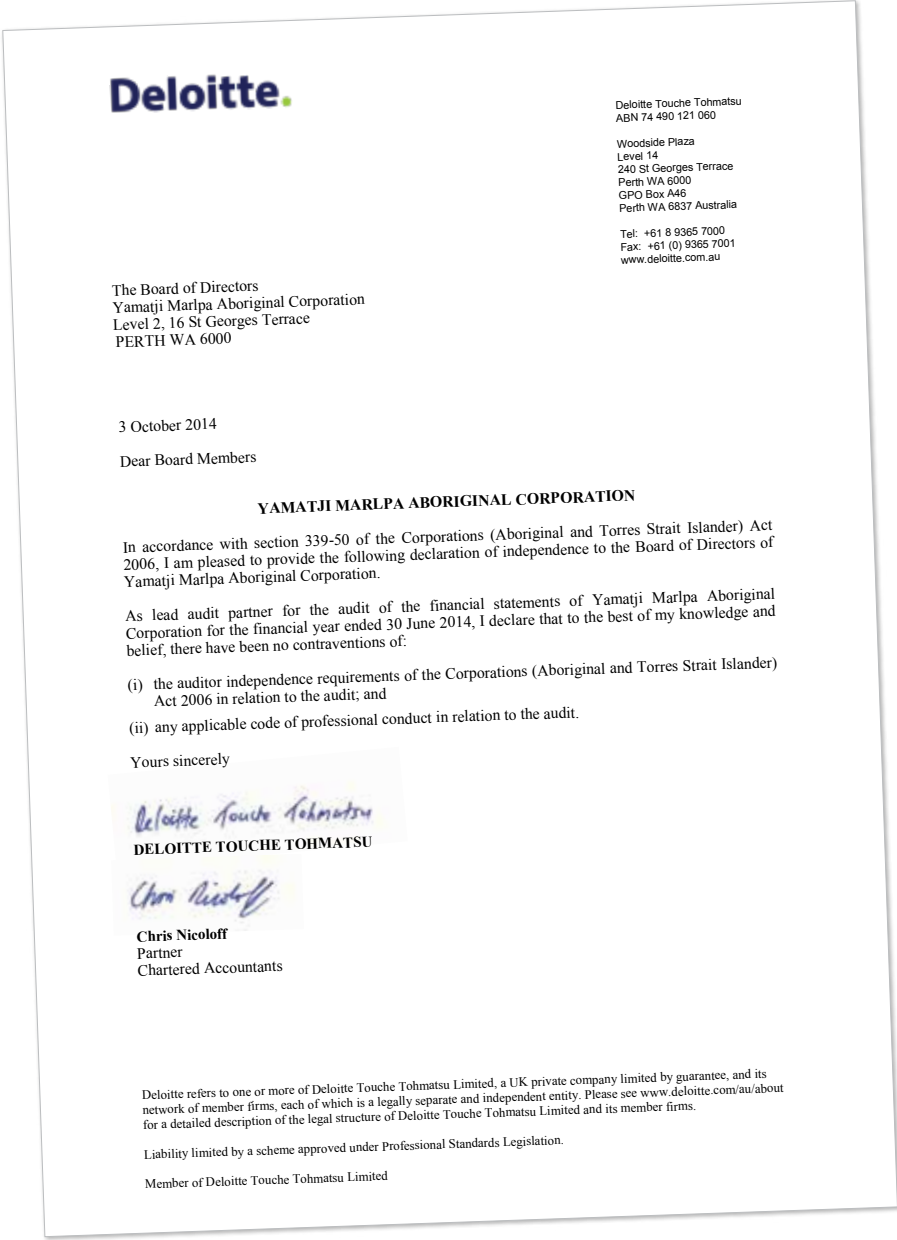 Deloitte.
Deloitte Touche Tohmatsu
ABN 74 490 121 060
Woodside Plaza
Level 14
240 St Georges Terrace
Perth WA 6000
GPO Box A46
Perth WA 6837 Australia
Tel: +61 8 9365 7000
Fax: +61 (0) 9365 7001
www.deloitte.com.au
The Board of Directors
Yamatji Marlpa Aboriginal Corporation
Level 2, 16 St Georges Terrace
PERTH WA 6000
3 October 2014
Dear Board Members
YAMATJI MARLPA ABORIGINAL CORPORATION
In accordance with section 339-50 of the Corporations (Aboriginal and Torres Strait Islander) Act
2006, I am pleased to provide the following declaration of independence to the Board of Directors of
Yamatji Marlpa Aboriginal Corporation.
As lead audit partner for the audit of the financial statements of Yamatji Marlpa Aboriginal
Corporation for the financial year ended 30 June 2014, I declare that to the best of my knowledge and
belief, there have been no contraventions of:
(i) the auditor independence requirements of the Corporations (Aboriginal and Torres Strait Islander)
Act 2006 in relation to the audit; and
(ii) any applicable code of professional conduct in relation to the audit.
Yours sincerely
Deloitte Touche Tohmatsu
DELOITTE TOUCHE TOHMATSU
Chris Nicoloff
Chris Nicoloff
Partner
Chartered Accountants
Deloitte refers to one or more of Deloitte Touche Tohmatsu Limited, a UK private company limited by guarantee, and its
network of member firms, each of which is a legally separate and independent entity. Please see www.deloitte.com/au/about
for a detailed description of the legal structure of Deloitte Touche Tohmatsu Limited and its member firms.
Liability limited by a scheme approved under Professional Standards Legislation.
Member of Deloitte Touche Tohmatsu Limited